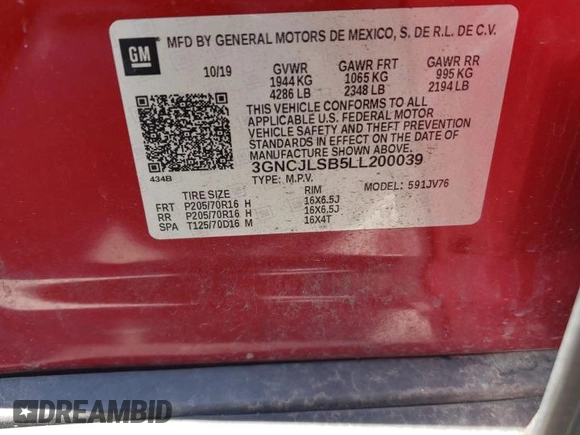 GM
MFD BY GENERAL MOTORS DE MEXICO, S. DE R.L. DE C.V.
10/19 GVWR GAWR FRT GAWR RR
1944 KG 1065 KG 995 KG
4286 LB 2348 LB 2194 LB
THIS VEHICLE CONFORMS TO ALL
APPLICABLE U.S. FEDERAL MOTOR
VEHICLE SAFETY AND THEFT PREVENTION
STANDARDS IN EFFECT ON THE DATE OF
MANUFACTURE SHOWN ABOVE.
3GNCJLSB5LL200039
434B
TYPE: M.P.V. MODEL: 591JV76
TIRE SIZE RIM
FRT P205/70R16 H 16X6.5J
RR P205/70R16 H 16X6.5J
SPA T125/70D16 M 16X4T
DREAMBID